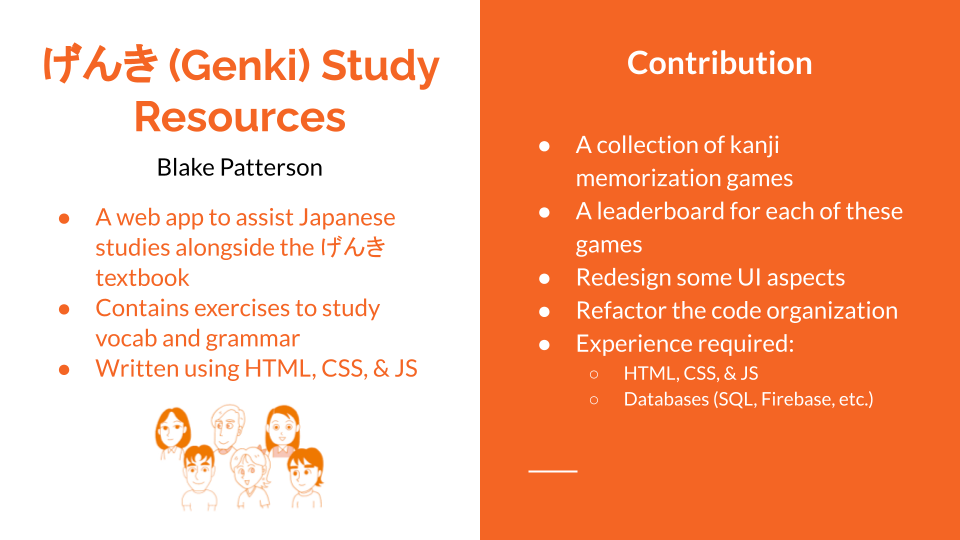 げんき (Genki) Study
Resources
Blake Patterson
● A web app to assist Japanese
studies alongside the げんき
textbook
● Contains exercises to study
vocab and grammar
● Written using HTML, CSS, & JS
Contribution
● A collection of kanji
memorization games
● A leaderboard for each of these
games
● Redesign some UI aspects
● Refactor the code organization
● Experience required:
○ HTML, CSS, & JS
○ Databases (SQL, Firebase, etc.)